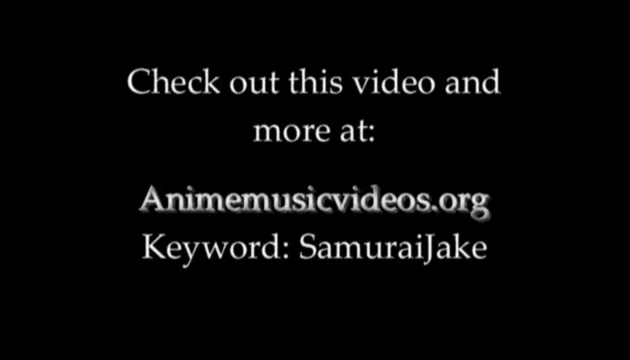 Check out this video and
more at:
Animemusicvideos.org
Keyword: SamuraiJake